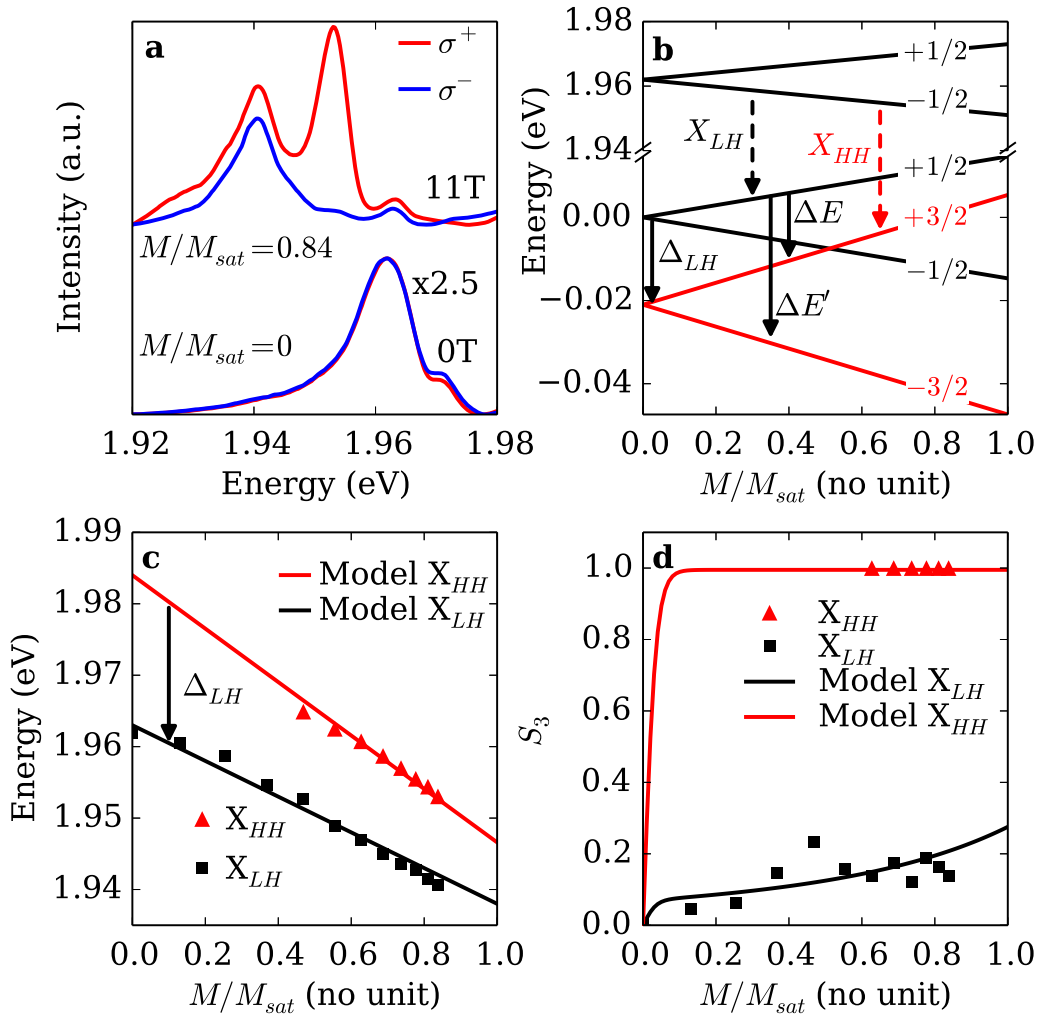 a
σ+
σ−
11T
M/Msat=0.84
x2.5
M/Msat=0
0T
Intensity (a.u.)
1.92 1.94 1.96 1.98
Energy (eV)
b
1.98
1.96
1.94
0.00
−0.02
−0.04
Energy (eV)
+1/2
−1/2
XLH
XHH
+1/2
ΔE
+3/2
ΔLH
−1/2
ΔE′
−3/2
0.0 0.2 0.4 0.6 0.8 1.0
M/Msat (no unit)
c
1.99
1.98
1.97
1.96
1.95
1.94
Energy (eV)
Model XHH
Model XLH
ΔLH
XHH
XLH
0.0 0.2 0.4 0.6 0.8 1.0
M/Msat (no unit)
d
1.0
0.8
0.6
0.4
0.2
0.0
S3
XHH
XLH
Model XLH
Model XHH
0.0 0.2 0.4 0.6 0.8 1.0
M/Msat (no unit)